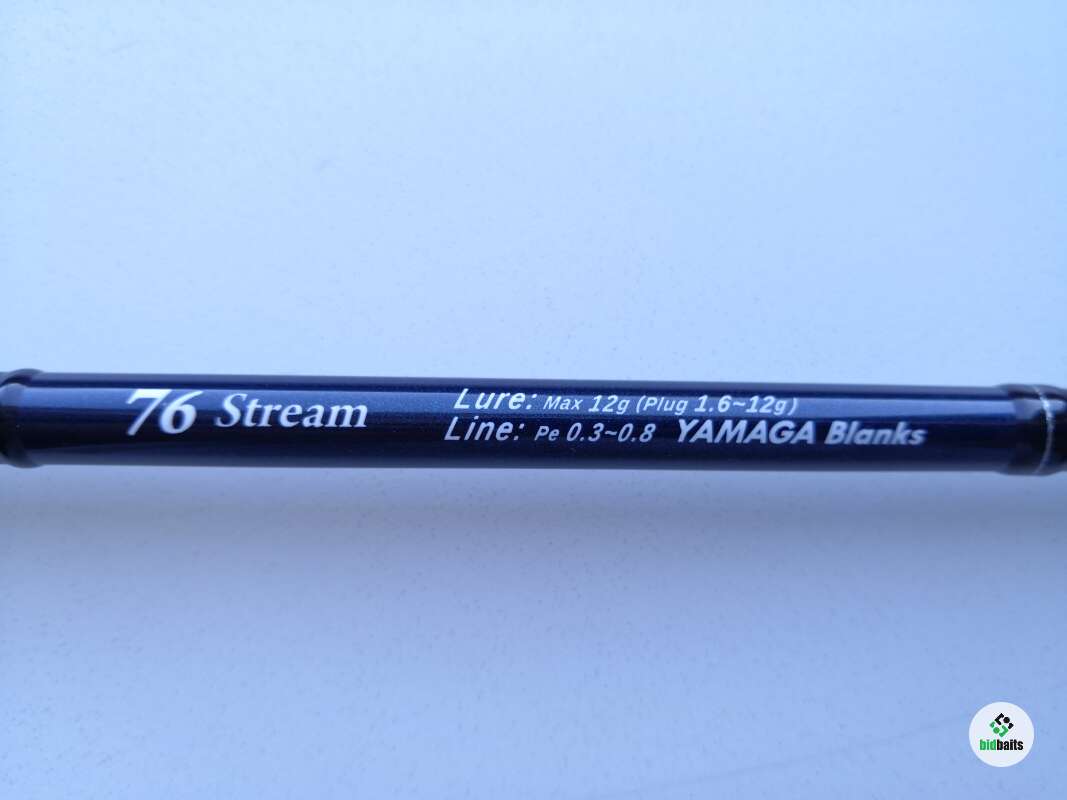 76 Stream
Lure: Max 12g (Plug 1.6~12g)
Line: Pe 0.3~0.8 YAMAGA Blanks
bidbaits